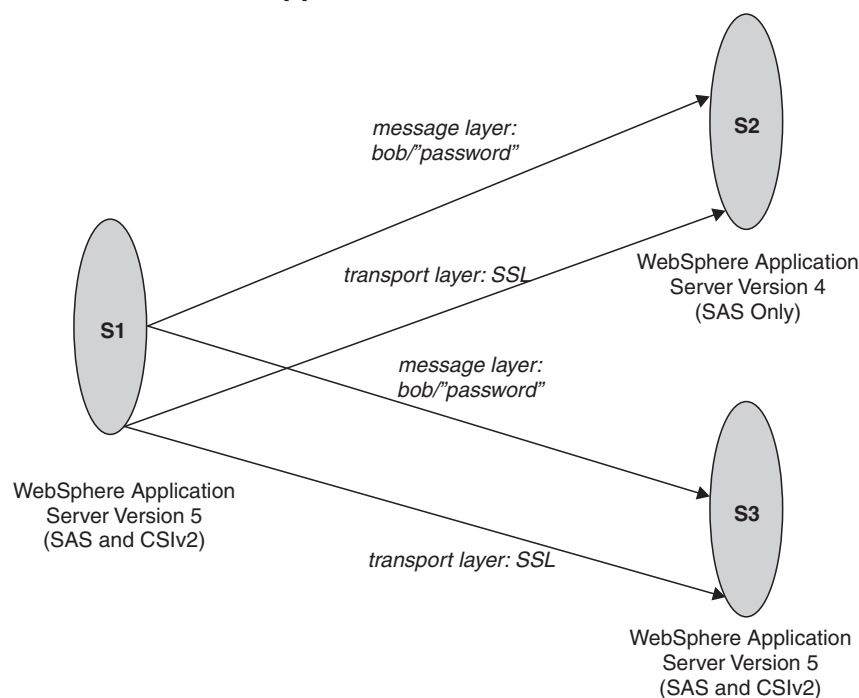 S2
message layer:
bob/”password”
WebSphere Application
Server Version 4
(SAS Only)
transport layer: SSL
S1
message layer:
bob/”password”
WebSphere Application
Server Version 5
(SAS and CSIv2)
S3
transport layer: SSL
WebSphere Application
Server Version 5
(SAS and CSIv2)